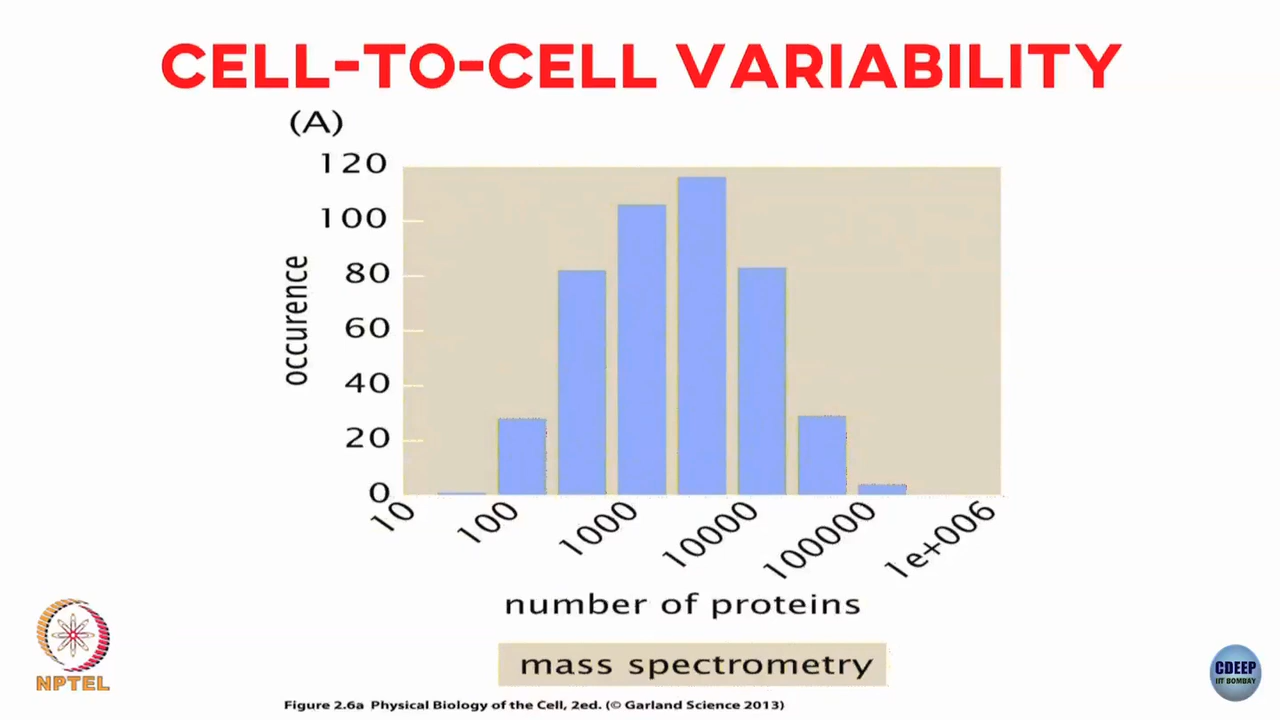 CELL-TO-CELL VARIABILITY
(A)
120
100
80
60
40
20
0
occurence
10
100
1000
10000
100000
1e+006
number of proteins
mass spectrometry
NPTEL
CDEEP
IIT BOMBAY
Figure 2.6a Physical Biology of the Cell, 2ed. (© Garland Science 2013)